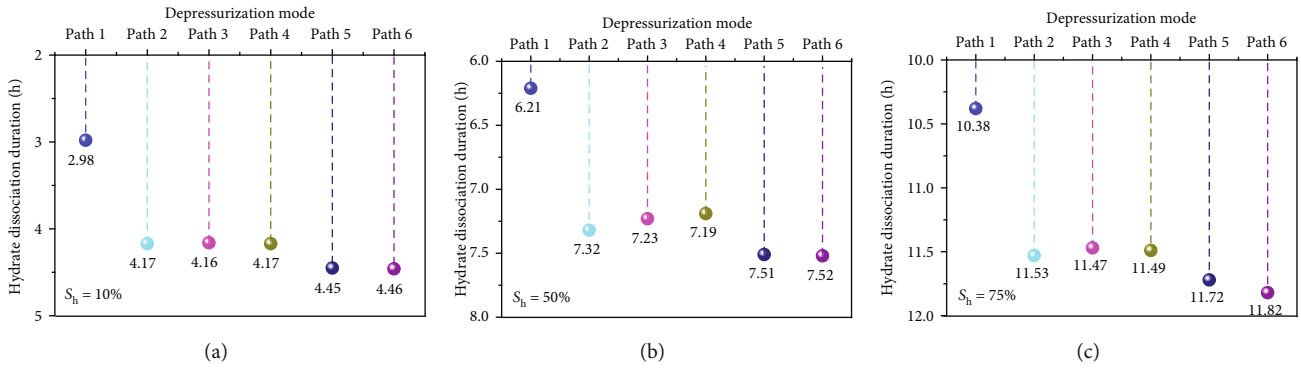 Depressurization mode
Path 1 Path 2 Path 3 Path 4 Path 5 Path 6
Hydrate dissociation duration (h)
2
3
4
5
2.98
4.17
4.16
4.17
4.45
4.46
Sh = 10%
(a)
Depressurization mode
Path 1 Path 2 Path 3 Path 4 Path 5 Path 6
Hydrate dissociation duration (h)
6.0
6.5
7.0
7.5
8.0
6.21
7.32
7.23
7.19
7.51
7.52
Sh = 50%
(b)
Depressurization mode
Path 1 Path 2 Path 3 Path 4 Path 5 Path 6
Hydrate dissociation duration (h)
10.0
10.5
11.0
11.5
12.0
10.38
11.53
11.47
11.49
11.72
11.82
Sh = 75%
(c)